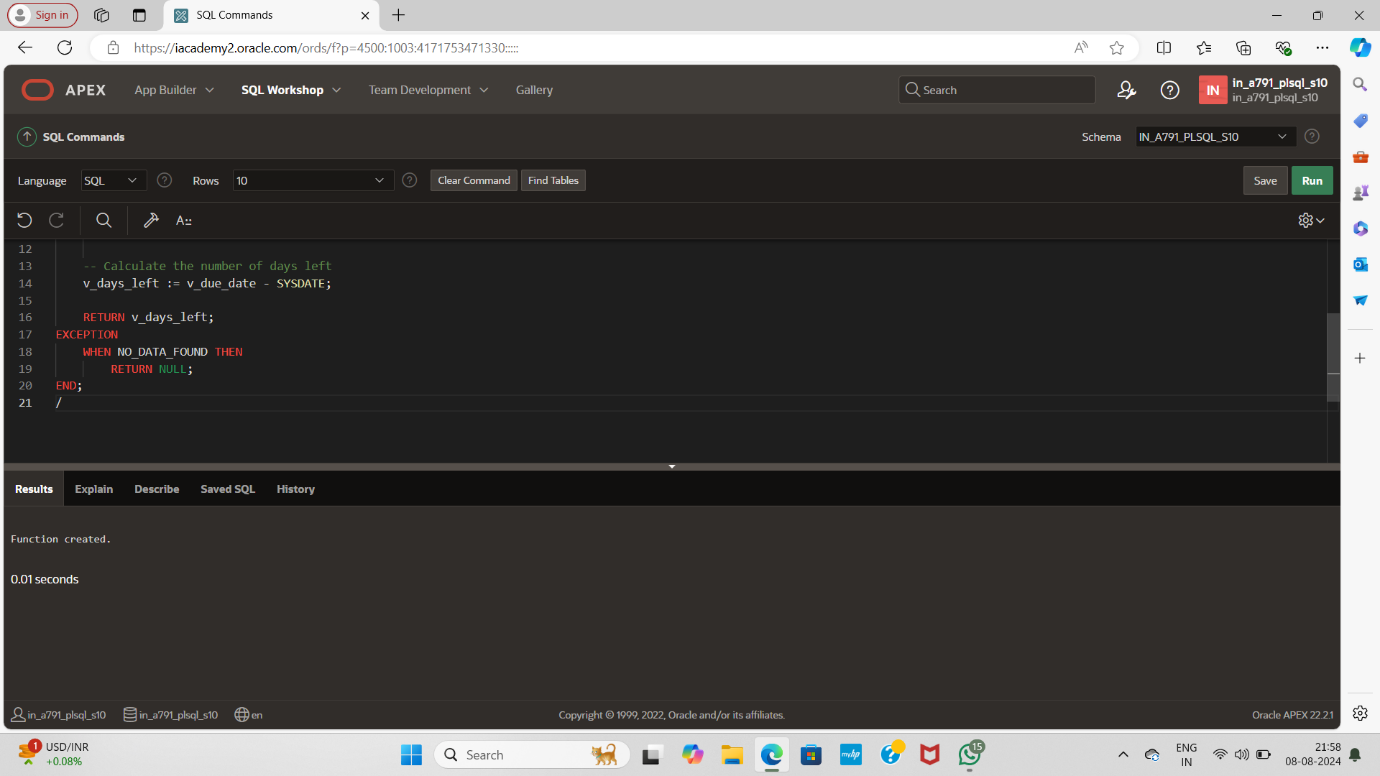 Sign in
SQL Commands
https://iacademy2.oracle.com/ords/f?p=4500:1003:4171753471330:::::
APEX App Builder SQL Workshop Team Development Gallery Search IN in_a791_plsql_s10
in_a791_plsql_s10
SQL Commands Schema IN_A791_PLSQL_S10
Language SQL Rows 10 Clear Command Find Tables Save Run
A::
12
13 -- Calculate the number of days left
14 v_days_left := v_due_date - SYSDATE;
15
16 RETURN v_days_left;
17 EXCEPTION
18 WHEN NO_DATA_FOUND THEN
19 RETURN NULL;
20 END;
21 /
Results Explain Describe Saved SQL History
Function created.
0.01 seconds
in_a791_plsql_s10 in_a791_plsql_s10 en Copyright © 1999, 2022, Oracle and/or its affiliates. Oracle APEX 22.2.1
1 USD/INR
+0.08%
Search
myhp
15
ENG
IN
21:58
08-08-2024